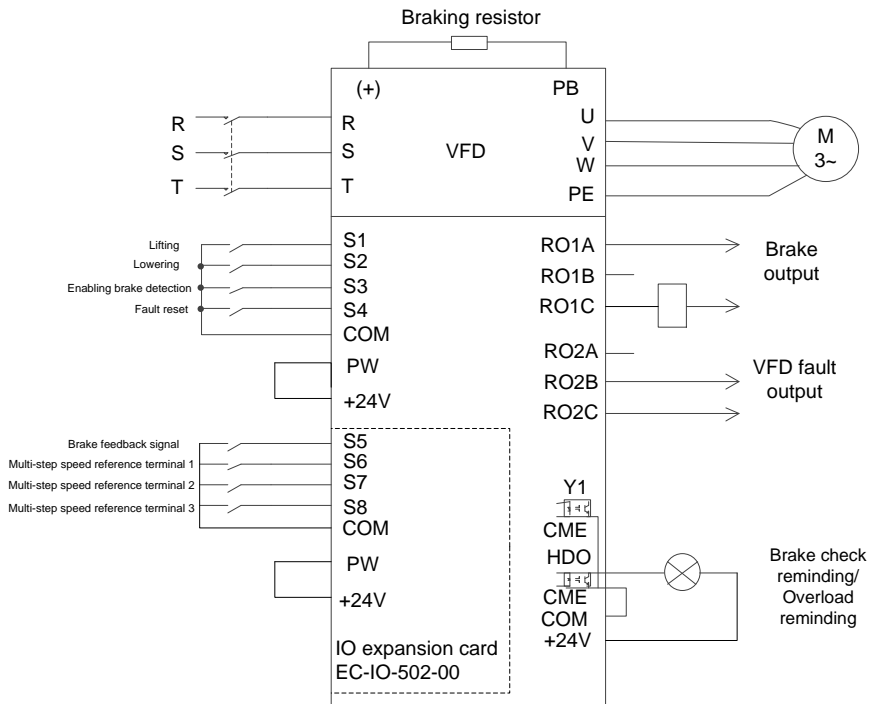 Braking resistor
(+)
PB
R
S
T
R
S
T
VFD
U
V
W
PE
M
3~
Lifting
Lowering
Enabling brake detection
Fault reset
S1
S2
S3
S4
COM
PW
+24V
RO1A
RO1B
RO1C
Brake
output
RO2A
RO2B
RO2C
VFD fault
output
Brake feedback signal
Multi-step speed reference terminal 1
Multi-step speed reference terminal 2
Multi-step speed reference terminal 3
S5
S6
S7
S8
COM
PW
+24V
IO expansion card
EC-IO-502-00
Y1
CME
HDO
CME
COM
+24V
Brake check
reminding/
Overload
reminding